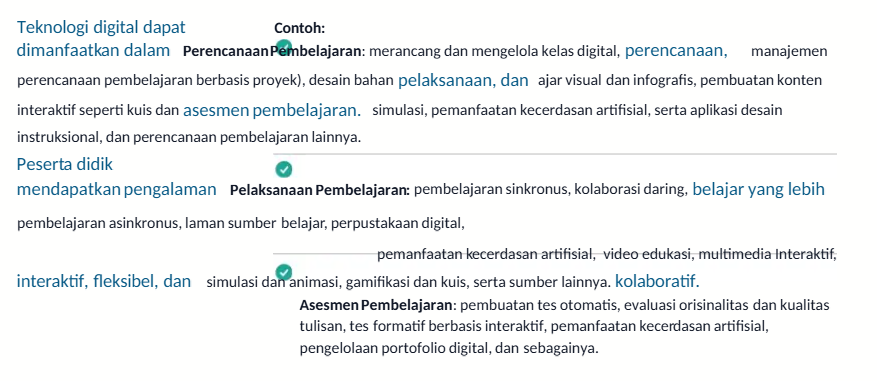 Teknologi digital dapat
Contoh:
dimanfaatkan dalam PerencanaanPembelajaran: merancang dan mengelola kelas digital, perencanaan, manajemen
perencanaan pembelajaran berbasis proyek), desain bahan pelaksanaan, dan ajar visual dan infografis, pembuatan konten
interaktif seperti kuis dan asesmen pembelajaran. simulasi, pemanfaatan kecerdasan artifisial, serta aplikasi desain
instruksional, dan perencanaan pembelajaran lainnya.
Peserta didik
mendapatkan pengalaman Pelaksanaan Pembelajaran: pembelajaran sinkronus, kolaborasi daring, belajar yang lebih
pembelajaran asinkronus, laman sumber belajar, perpustakaan digital,
pemanfaatan kecerdasan artifisial, video edukasi, multimedia Interaktif,
interaktif, fleksibel, dan simulasi dan animasi, gamifikasi dan kuis, serta sumber lainnya. kolaboratif.
Asesmen Pembelajaran: pembuatan tes otomatis, evaluasi orisinalitas dan kualitas
tulisan, tes formatif berbasis interaktif, pemanfaatan kecerdasan artifisial,
pengelolaan portofolio digital, dan sebagainya.